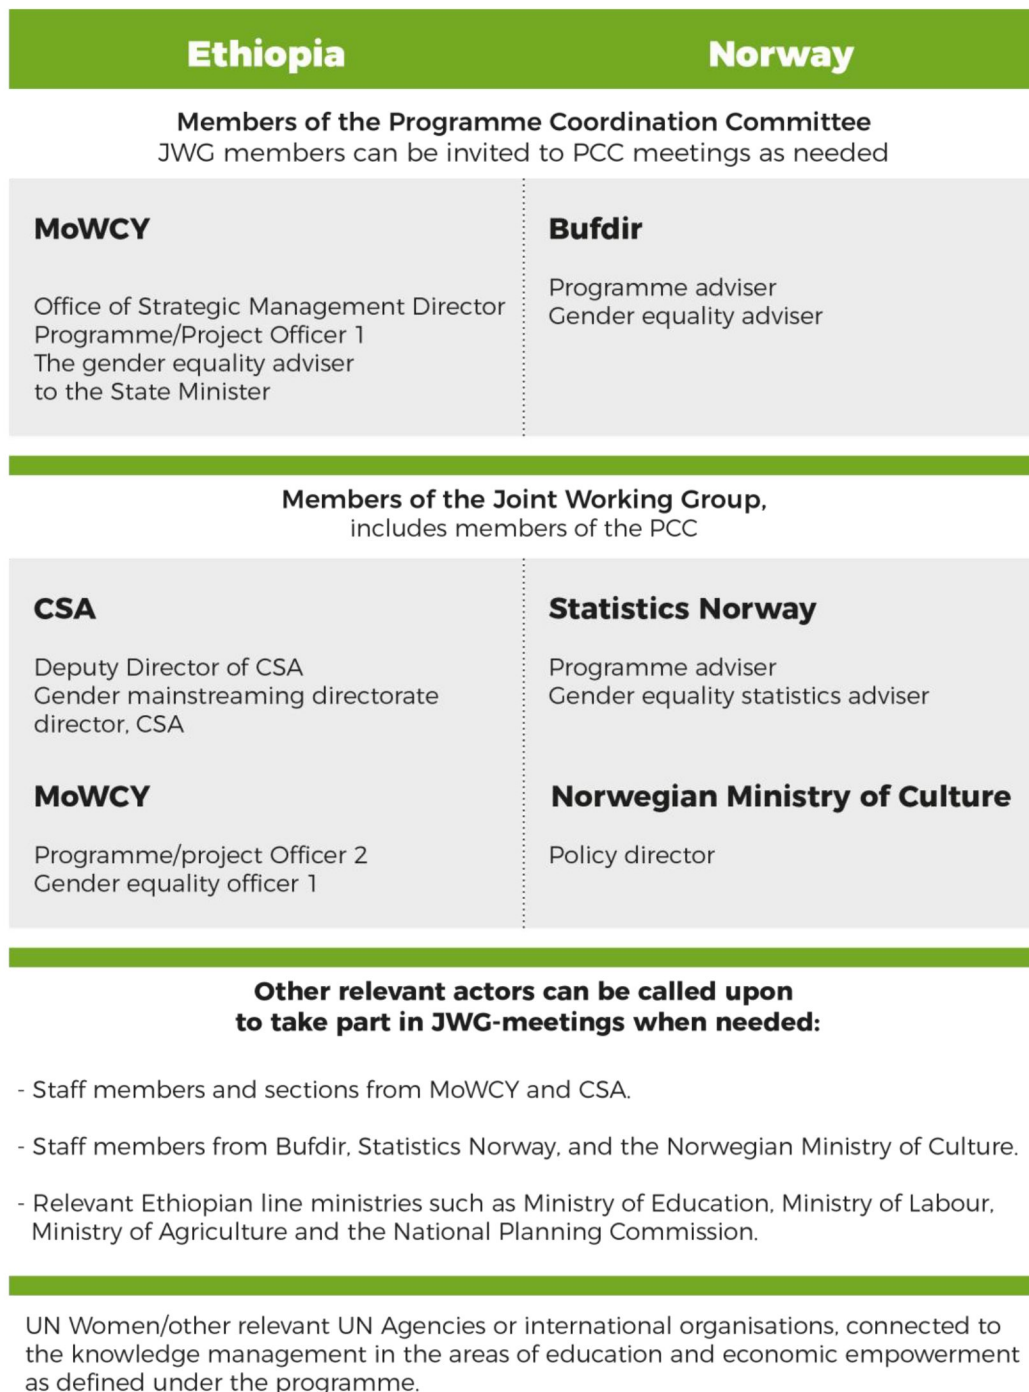 Ethiopia
Norway
Members of the Programme Coordination Committee
JWG members can be invited to PCC meetings as needed
MoWCY
Office of Strategic Management Director
Programme/Project Officer 1
The gender equality adviser
to the State Minister
Bufdir
Programme adviser
Gender equality adviser
Members of the Joint Working Group,
includes members of the PCC
CSA
Deputy Director of CSA
Gender mainstreaming directorate
director, CSA
Statistics Norway
Programme adviser
Gender equality statistics adviser
MoWCY
Programme/project Officer 2
Gender equality officer 1
Norwegian Ministry of Culture
Policy director
Other relevant actors can be called upon
to take part in JWG-meetings when needed:
- Staff members and sections from MoWCY and CSA.
- Staff members from Bufdir, Statistics Norway, and the Norwegian Ministry of Culture.
- Relevant Ethiopian line ministries such as Ministry of Education, Ministry of Labour,
Ministry of Agriculture and the National Planning Commission.
UN Women/other relevant UN Agencies or international organisations, connected to
the knowledge management in the areas of education and economic empowerment
as defined under the programme.